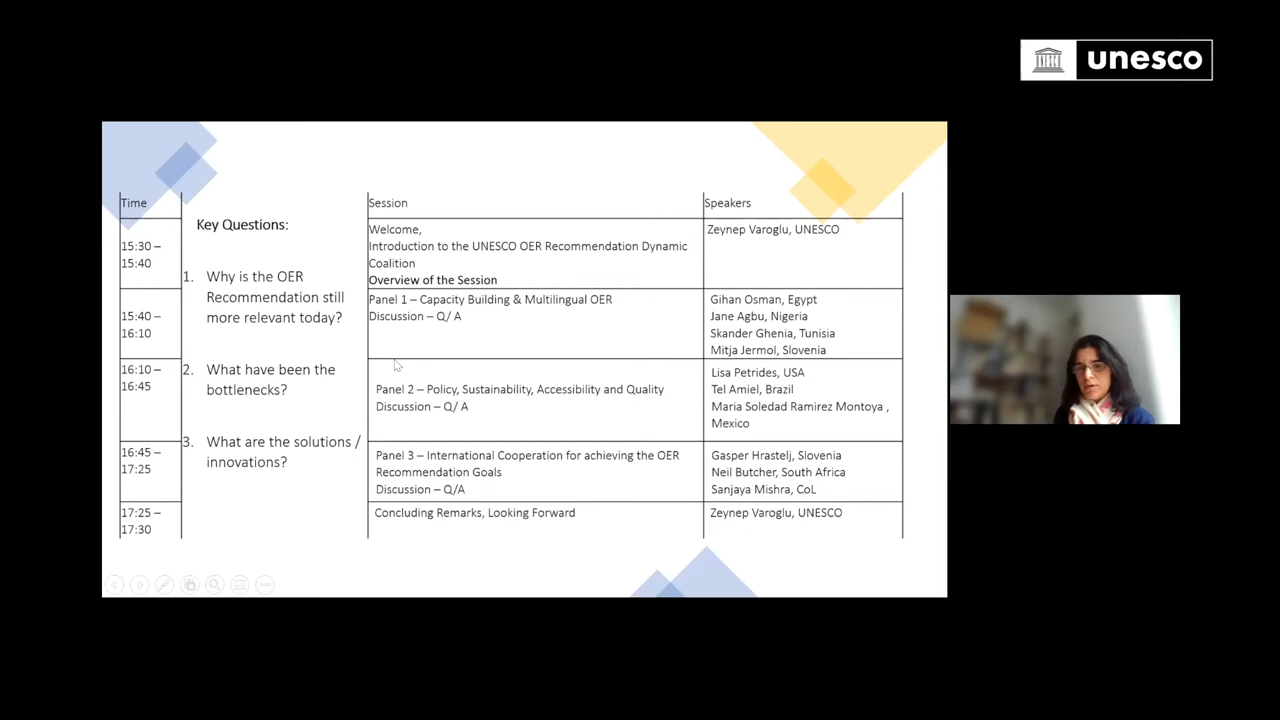 unesco
Time
Key Questions:
Session
Speakers
15:30 –
15:40
Welcome,
Introduction to the UNESCO OER Recommendation Dynamic
Coalition
Overview of the Session
Zeynep Varoglu, UNESCO
1. Why is the OER
Recommendation still
more relevant today?
15:40 –
16:10
Panel 1 – Capacity Building & Multilingual OER
Discussion – Q/ A
Gihan Osman, Egypt
Jane Agbu, Nigeria
Skander Ghenia, Tunisia
Mitja Jermol, Slovenia
2. What have been the
bottlenecks?
16:10 –
16:45
Panel 2 – Policy, Sustainability, Accessibility and Quality
Discussion – Q/ A
Lisa Petrides, USA
Tel Amiel, Brazil
Maria Soledad Ramirez Montoya ,
Mexico
3. What are the solutions /
innovations?
16:45 –
17:25
Panel 3 – International Cooperation for achieving the OER
Recommendation Goals
Discussion – Q/A
Gasper Hrastelj, Slovenia
Neil Butcher, South Africa
Sanjaya Mishra, CoL
17:25 –
17:30
Concluding Remarks, Looking Forward
Zeynep Varoglu, UNESCO